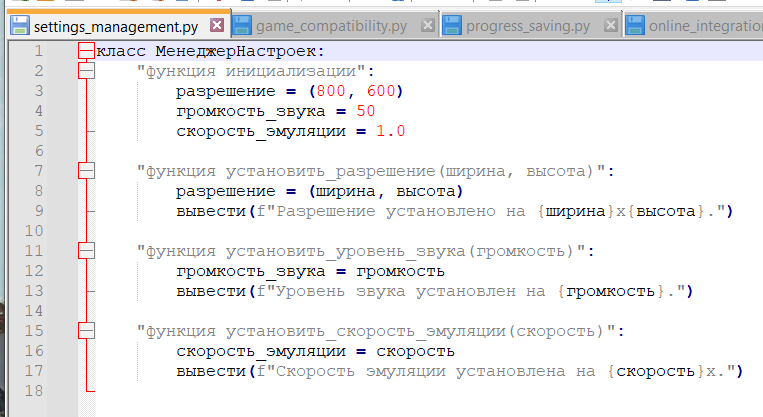 settings_management.py game_compatibility.py progress_saving.py online_integration
1 класс МенеджерНастроек:
2 "функция инициализации":
3 разрешение = (800, 600)
4 громкость_звука = 50
5 скорость_эмуляции = 1.0
6
7 "функция установить_разрешение(ширина, высота)":
8 разрешение = (ширина, высота)
9 вывести(f"Разрешение установлено на {ширина}x{высота}.")
10
11 "функция установить_уровень_звука(громкость)":
12 громкость_звука = громкость
13 вывести(f"Уровень звука установлен на {громкость}.")
14
15 "функция установить_скорость_эмуляции(скорость)":
16 скорость_эмуляции = скорость
17 вывести(f"Скорость эмуляции установлена на {скорость}x.")
18